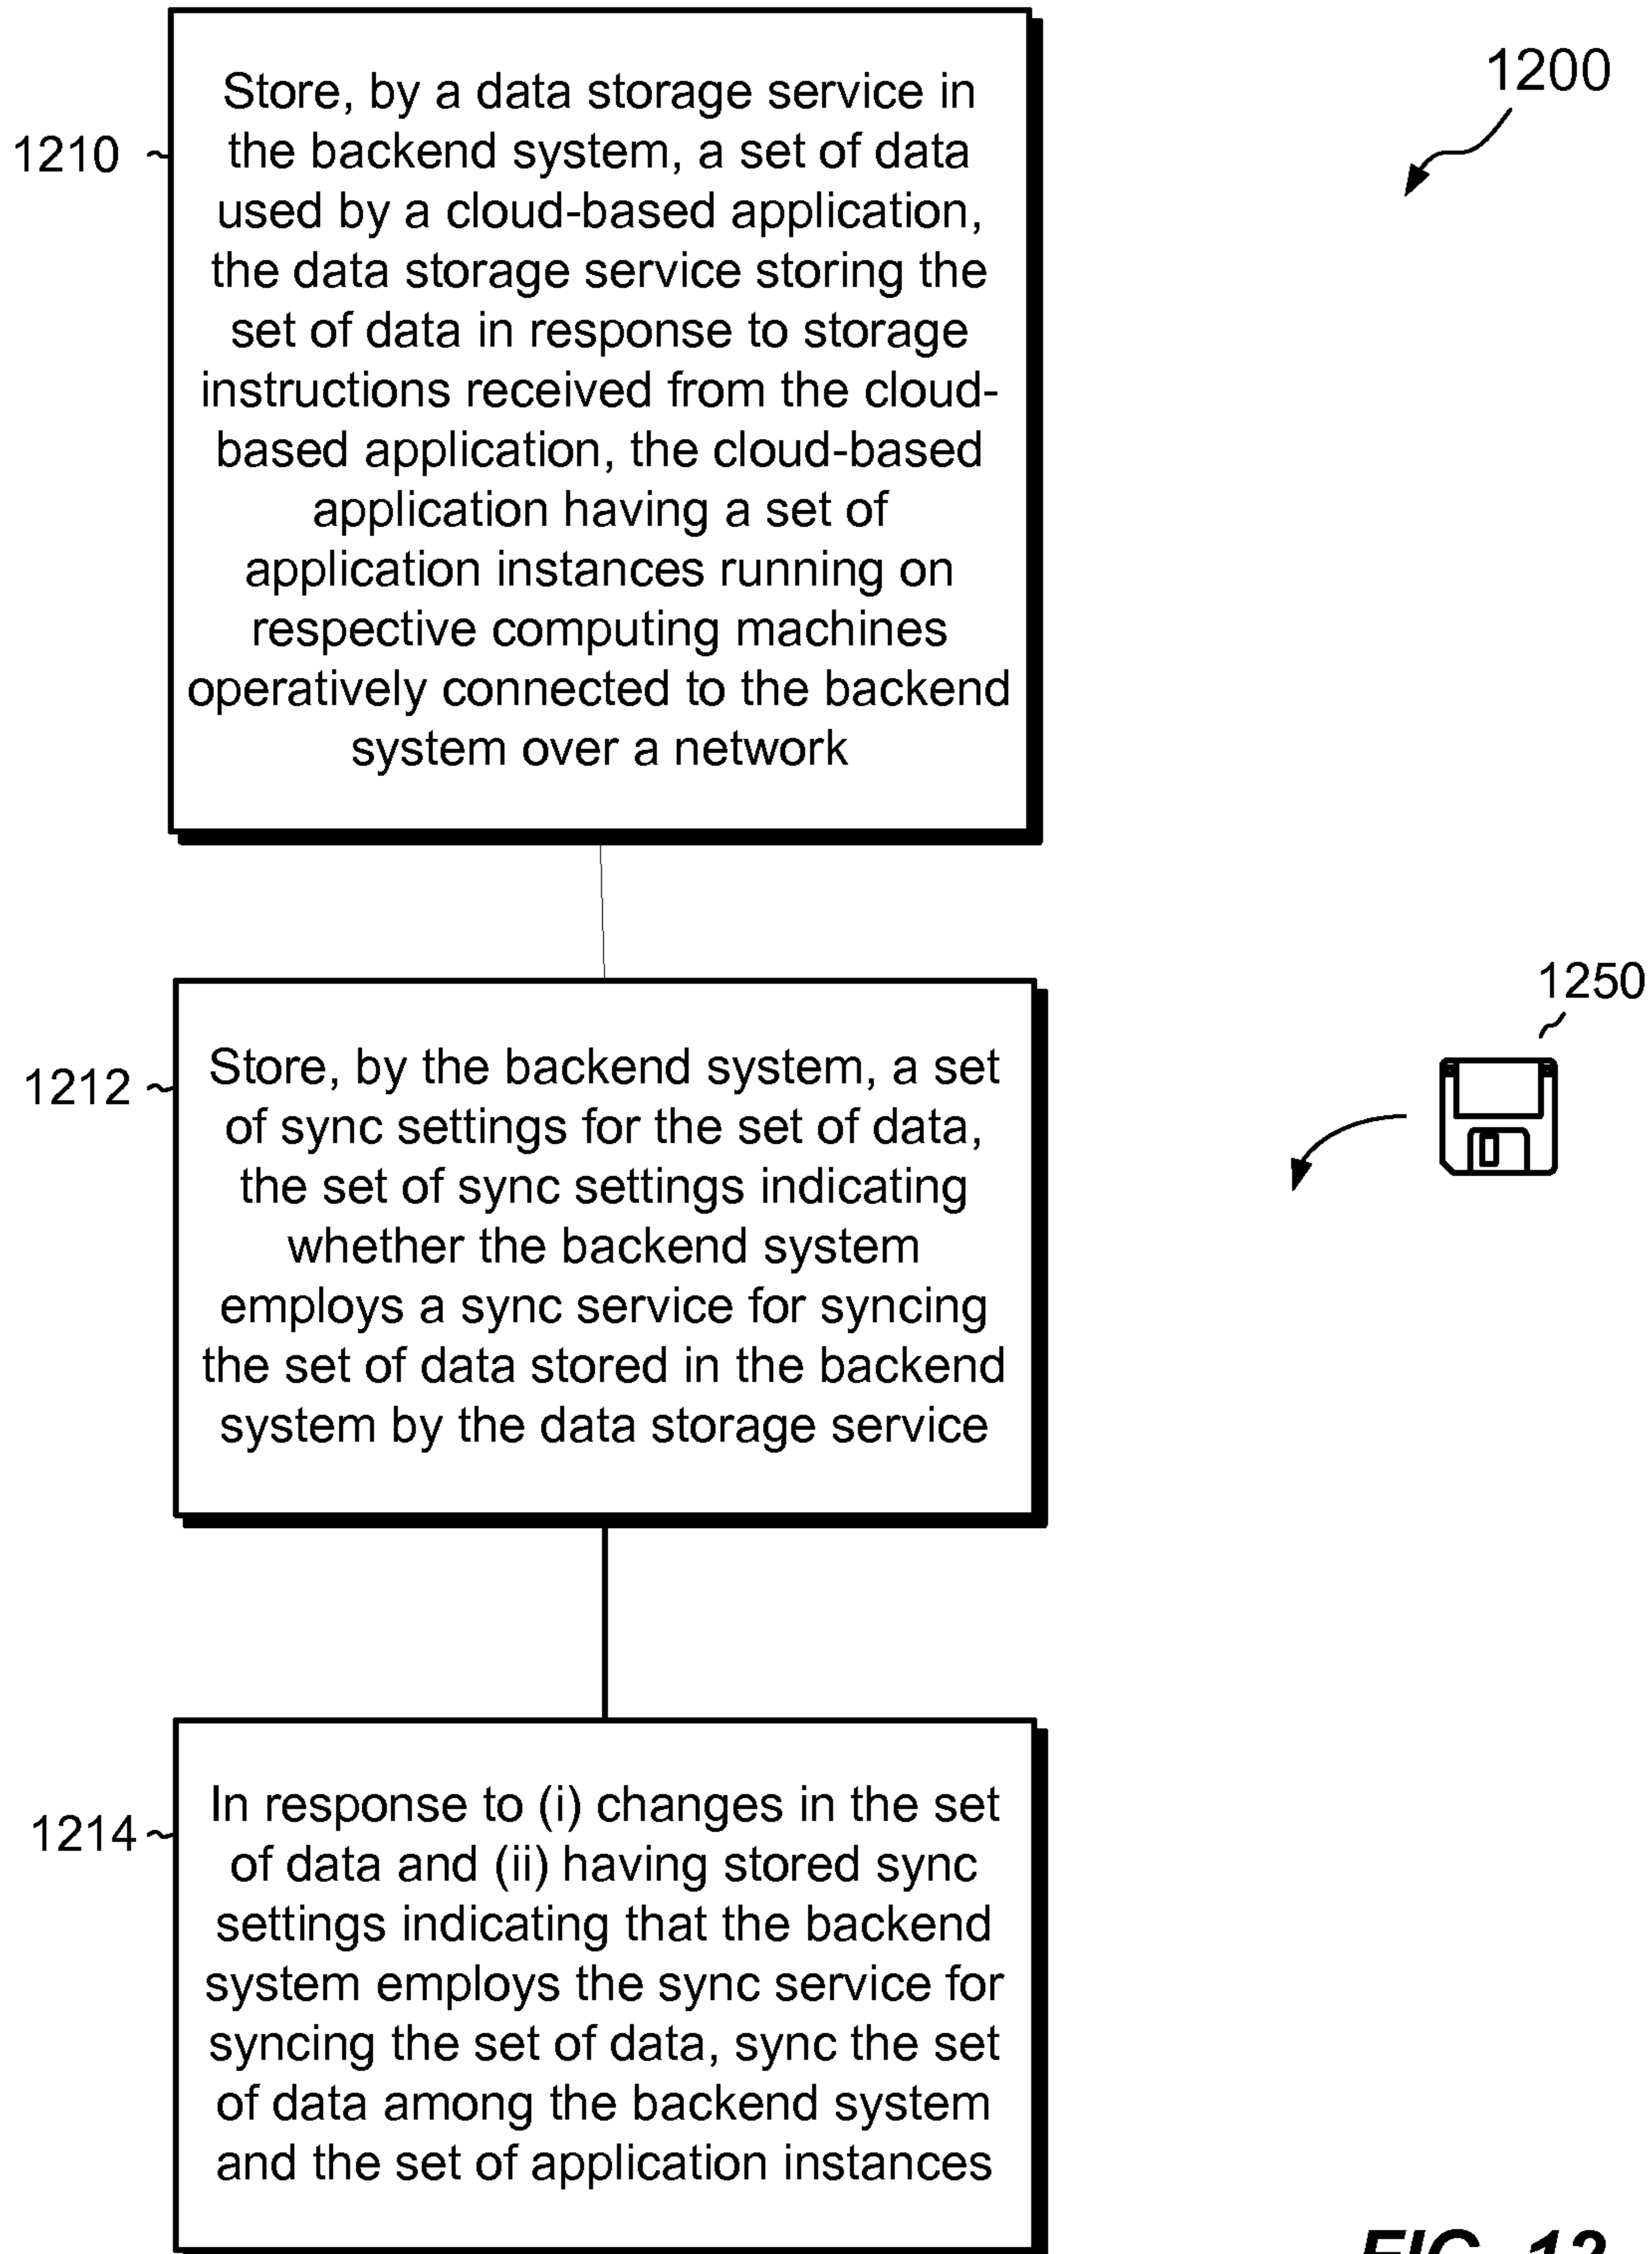 1200
1210
Store, by a data storage service in
the backend system, a set of data
used by a cloud-based application,
the data storage service storing the
set of data in response to storage
instructions received from the cloud-
based application, the cloud-based
application having a set of
application instances running on
respective computing machines
operatively connected to the backend
system over a network
1250
1212
Store, by the backend system, a set
of sync settings for the set of data,
the set of sync settings indicating
whether the backend system
employs a sync service for syncing
the set of data stored in the backend
system by the data storage service
1214
In response to (i) changes in the set
of data and (ii) having stored sync
settings indicating that the backend
system employs the sync service for
syncing the set of data, sync the set
of data among the backend system
and the set of application instances
FIG. 12